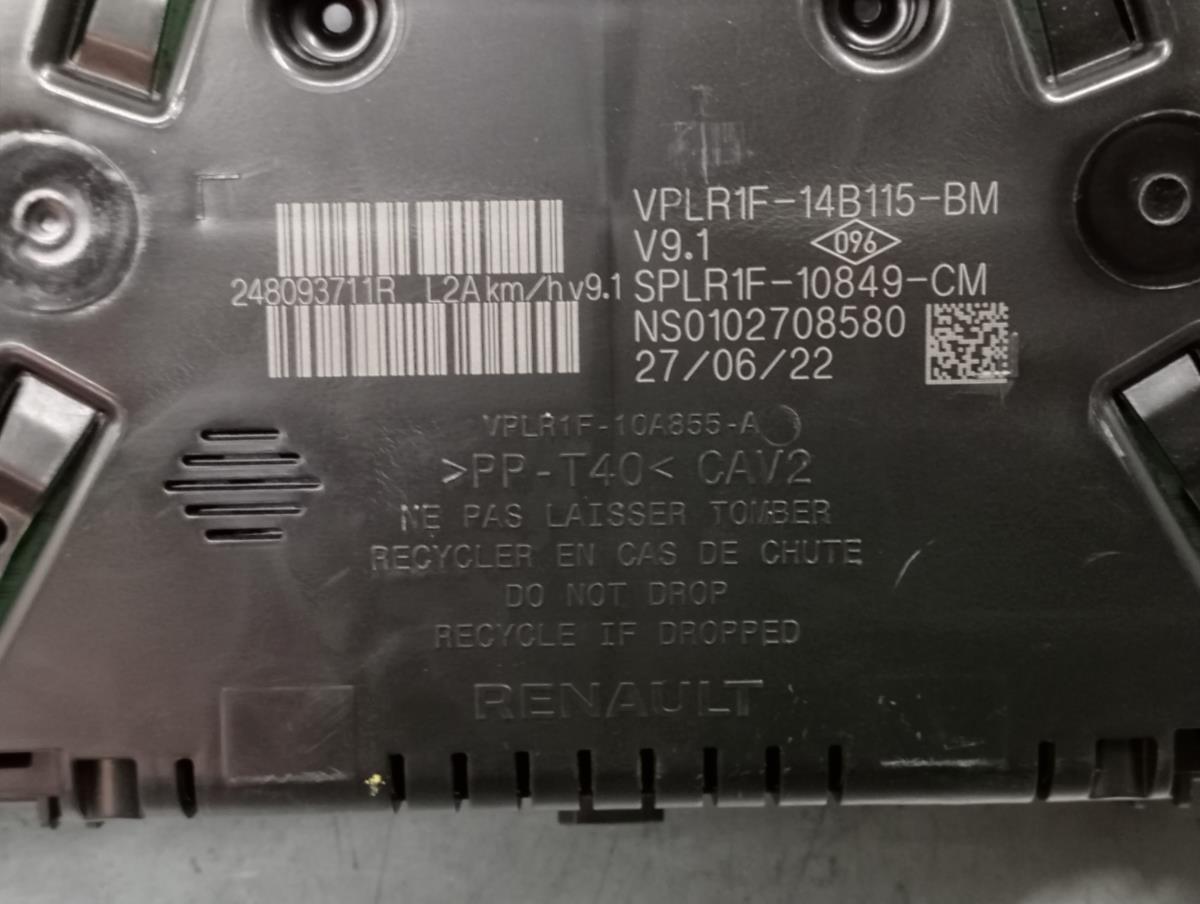 VPLR1F-14B115-BM
V9.1 096
248093711R L2A km/h v9.1 SPLR1F-10849-CM
NS0102708580
27/06/22
VPLR1F-10A855-A
>PP-T40< CAV2
NE PAS LAISSER TOMBER
RECYCLER EN CAS DE CHUTE
DO NOT DROP
RECYCLE IF DROPPED
RENAULT